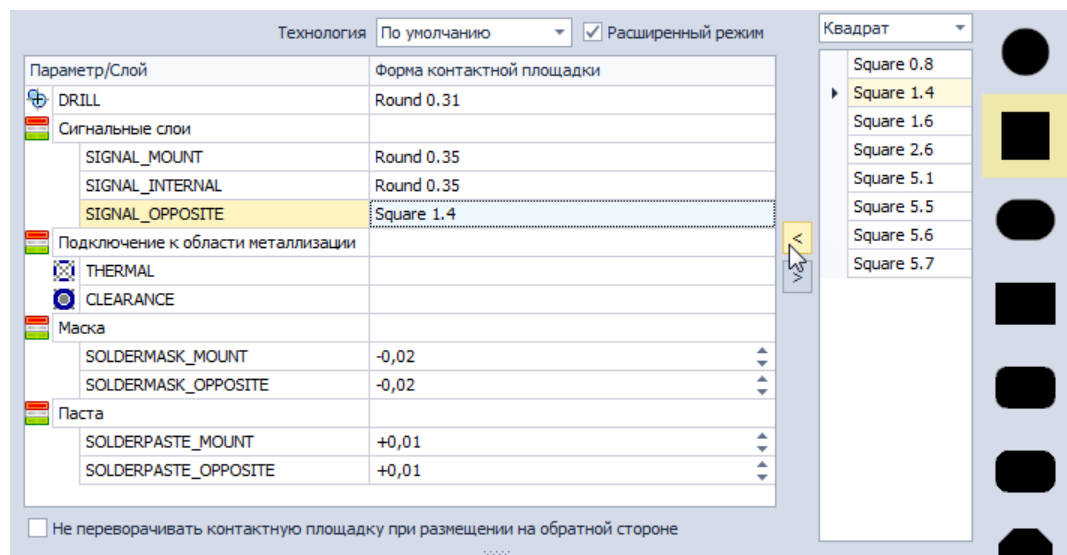 Технология По умолчанию Расширенный режим Квадрат
Параметр/Слой Форма контактной площадки
DRILL Round 0.31
Сигнальные слои
SIGNAL_MOUNT Round 0.35
SIGNAL_INTERNAL Round 0.35
SIGNAL_OPPOSITE Square 1.4
Подключение к области металлизации
THERMAL
CLEARANCE
Маска
SOLDERMASK_MOUNT -0,02
SOLDERMASK_OPPOSITE -0,02
Паста
SOLDERPASTE_MOUNT +0,01
SOLDERPASTE_OPPOSITE +0,01
Не переворачивать контактную площадку при размещении на обратной стороне
<
>
Square 0.8
Square 1.4
Square 1.6
Square 2.6
Square 5.1
Square 5.5
Square 5.6
Square 5.7